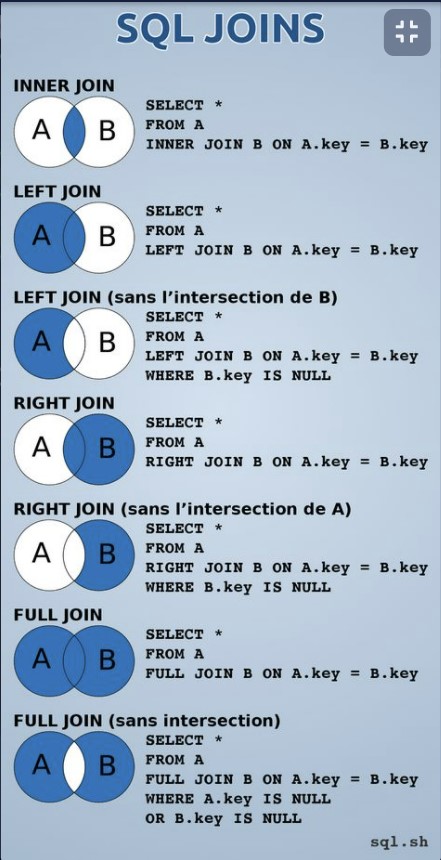 SQL JOINS
INNER JOIN
A B
SELECT *
FROM A
INNER JOIN B ON A.key = B.key
LEFT JOIN
A B
SELECT *
FROM A
LEFT JOIN B ON A.key = B.key
LEFT JOIN (sans l’intersection de B)
A B
SELECT *
FROM A
LEFT JOIN B ON A.key = B.key
WHERE B.key IS NULL
RIGHT JOIN
A B
SELECT *
FROM A
RIGHT JOIN B ON A.key = B.key
RIGHT JOIN (sans l’intersection de A)
A B
SELECT *
FROM A
RIGHT JOIN B ON A.key = B.key
WHERE B.key IS NULL
FULL JOIN
A B
SELECT *
FROM A
FULL JOIN B ON A.key = B.key
FULL JOIN (sans intersection)
A B
SELECT *
FROM A
FULL JOIN B ON A.key = B.key
WHERE A.key IS NULL
OR B.key IS NULL
sql.sh